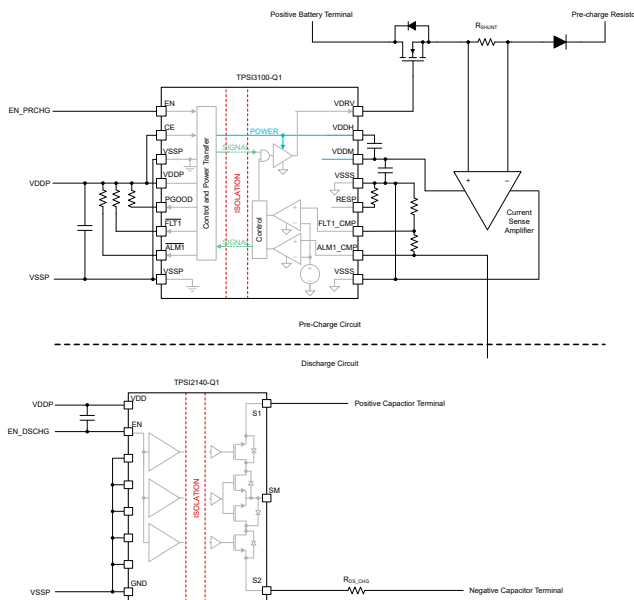 Positive Battery Terminal
RSHUNT
Pre-charge Resisto
TPSI3100-Q1
EN_PRCHG
EN
VDRV
CE
POWER
VDDH
VSSP
SIGNAL
VDDM
VDDP
VDDP
VSSS
PGOOD
RESP
FLT1
FLT1_CMP
ALM1
SIGNAL
ALM1_CMP
VSSP
VSSP
VSSS
Control and Power Transfer
ISOLATION
Control
+
−
Current
Sense
Amplifier
Pre-Charge Circuit
Discharge Circuit
TPSI2140-Q1
VDDP
VDD
S1
Positive Capactior Terminal
EN_DSCHG
EN
ISOLATION
SM
VSSP
GND
S2
RDS_CHG
Negative Capacitor Terminal